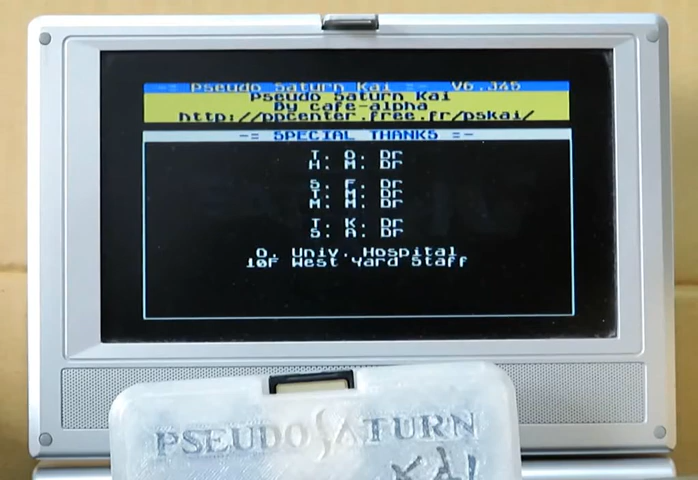 -= Pseudo Saturn Kai =- V6.345
Pseudo Saturn Kai
By cafe-alpha
http://ppcenter.free.fr/pskai/
-= SPECIAL THANKS =-
T. O. Dr
H. M. Dr
S. F. Dr
T. M. Dr
M. M. Dr
T. K. Dr
S. A. Dr
O. Univ. Hospital
10F West Yard Staff
PSEUDO SATURN
KAI